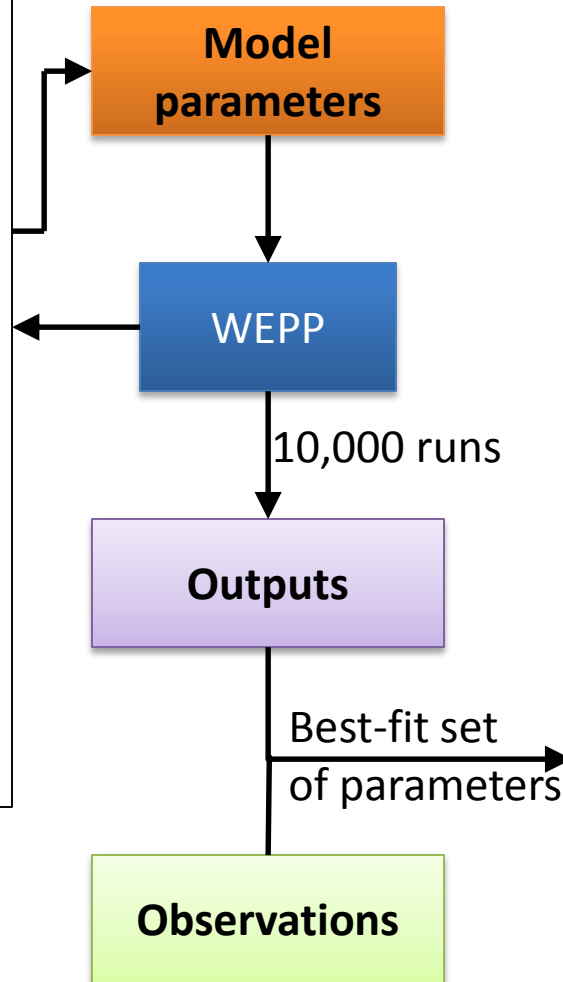 Model
parameters
WEPP
10,000 runs
Outputs
Best-fit set
of parameters
Observations